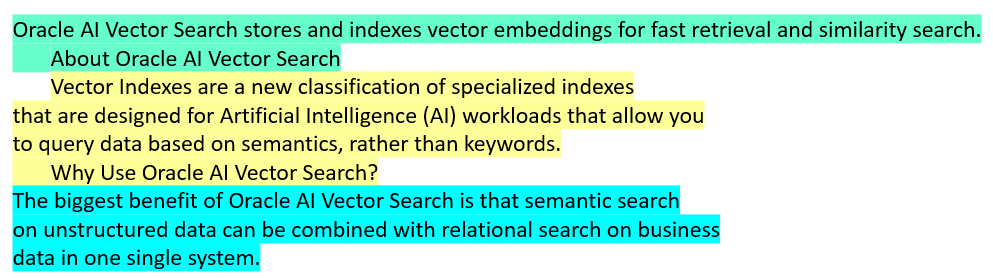 Oracle AI Vector Search stores and indexes vector embeddings for fast retrieval and similarity search.
About Oracle AI Vector Search
Vector Indexes are a new classification of specialized indexes
that are designed for Artificial Intelligence (AI) workloads that allow you
to query data based on semantics, rather than keywords.
Why Use Oracle AI Vector Search?
The biggest benefit of Oracle AI Vector Search is that semantic search
on unstructured data can be combined with relational search on business
data in one single system.